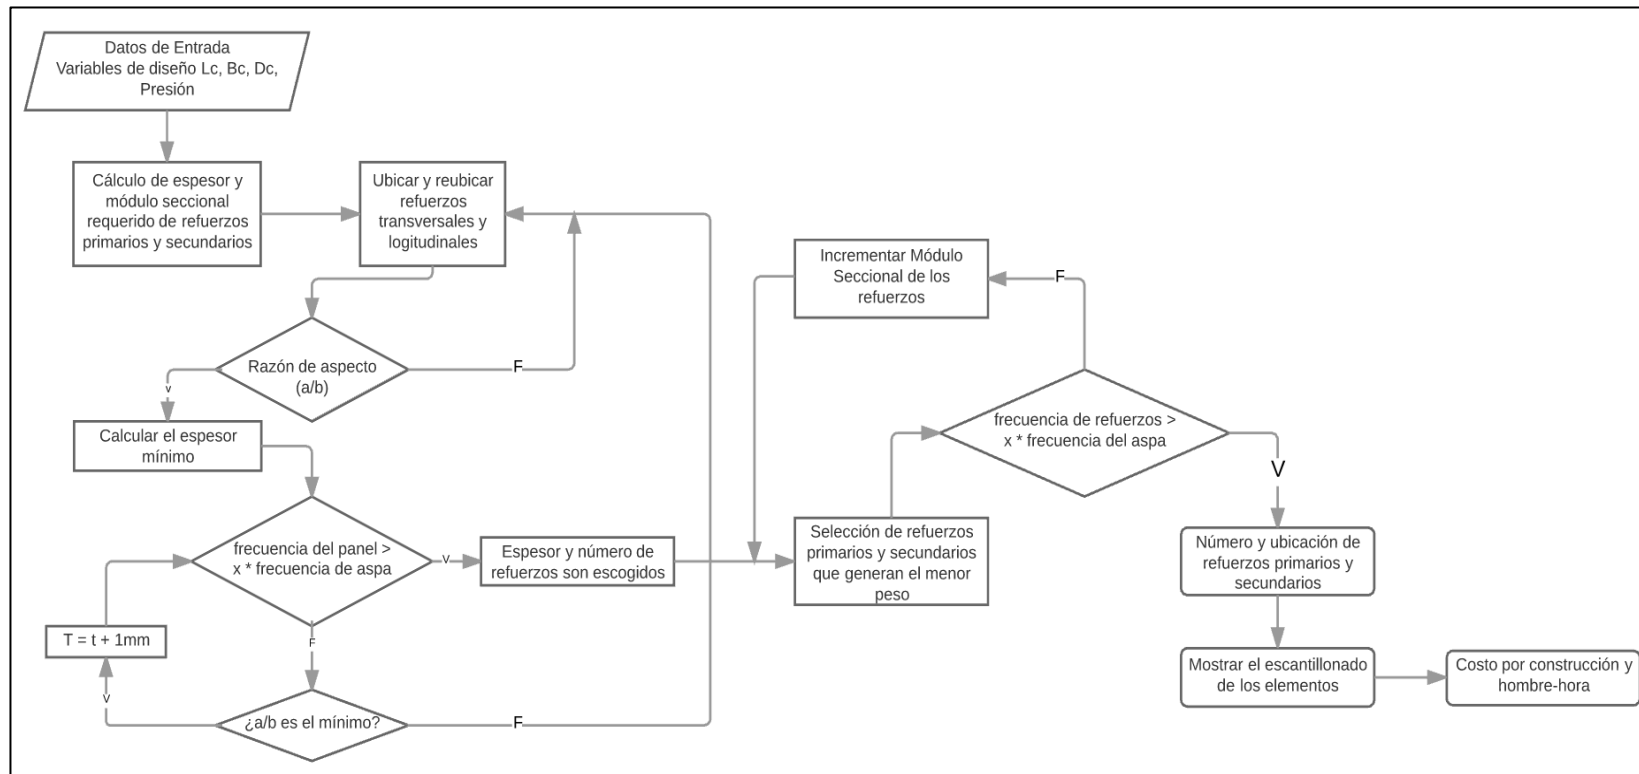 Datos de Entrada
Variables de diseño Lc, Bc, Dc,
Presión
Cálculo de espesor y
módulo seccional
requerido de refuerzos
primarios y secundarios
Ubicar y reubicar
refuerzos
transversales y
logitudinales
Razón de aspecto
(a/b)
F
v
Calcular el espesor
mínimo
frecuencia del panel >
x * frecuencia de aspa
V
F
T = t + 1mm
V
¿a/b es el mínimo?
F
Espesor y número de
refuerzos son escogidos
Incrementar Módulo
Seccional de los
refuerzos
F
Selección de refuerzos
primarios y secundarios
que generan el menor
peso
frecuencia de refuerzos >
x * frecuencia del aspa
V
Número y ubicación de
refuerzos primarios y
secundarios
Mostrar el escantillonado
de los elementos
Costo por construcción y
hombre-hora